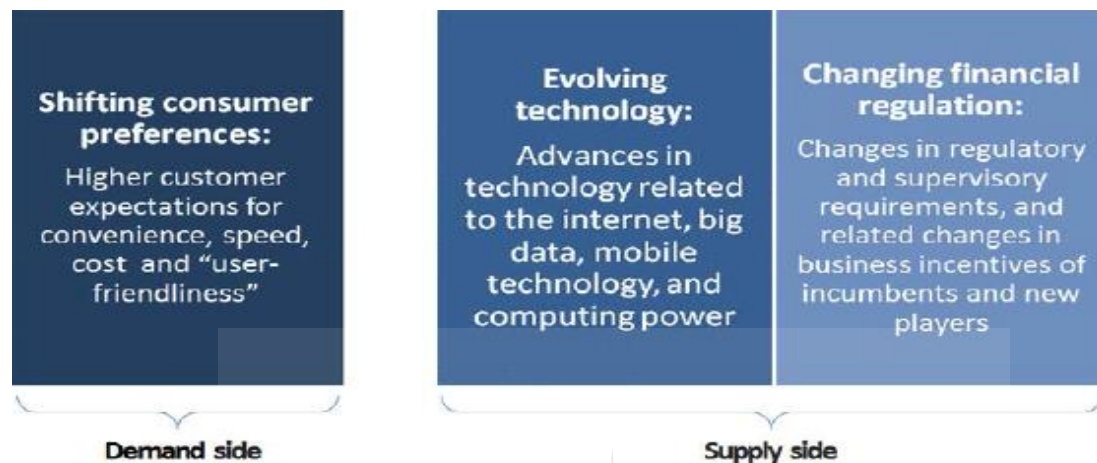 Shifting consumer
preferences:
Higher customer
expectations for
convenience, speed,
cost and “user-
friendliness”
Evolving
technology:
Advances in
technology related
to the internet, big
data, mobile
technology, and
computing power
Changing financial
regulation:
Changes in regulatory
and supervisory
requirements, and
related changes in
business incentives of
incumbents and new
players
Demand side
Supply side